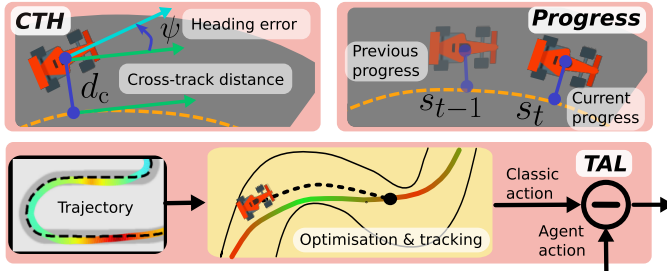 CTH
ψ
Heading error
d_c
Cross-track distance
Progress
Previous
progress
s_{t-1}
s_t
Current
progress
Trajectory
Optimisation & tracking
Classic
action
TAL
Agent
action